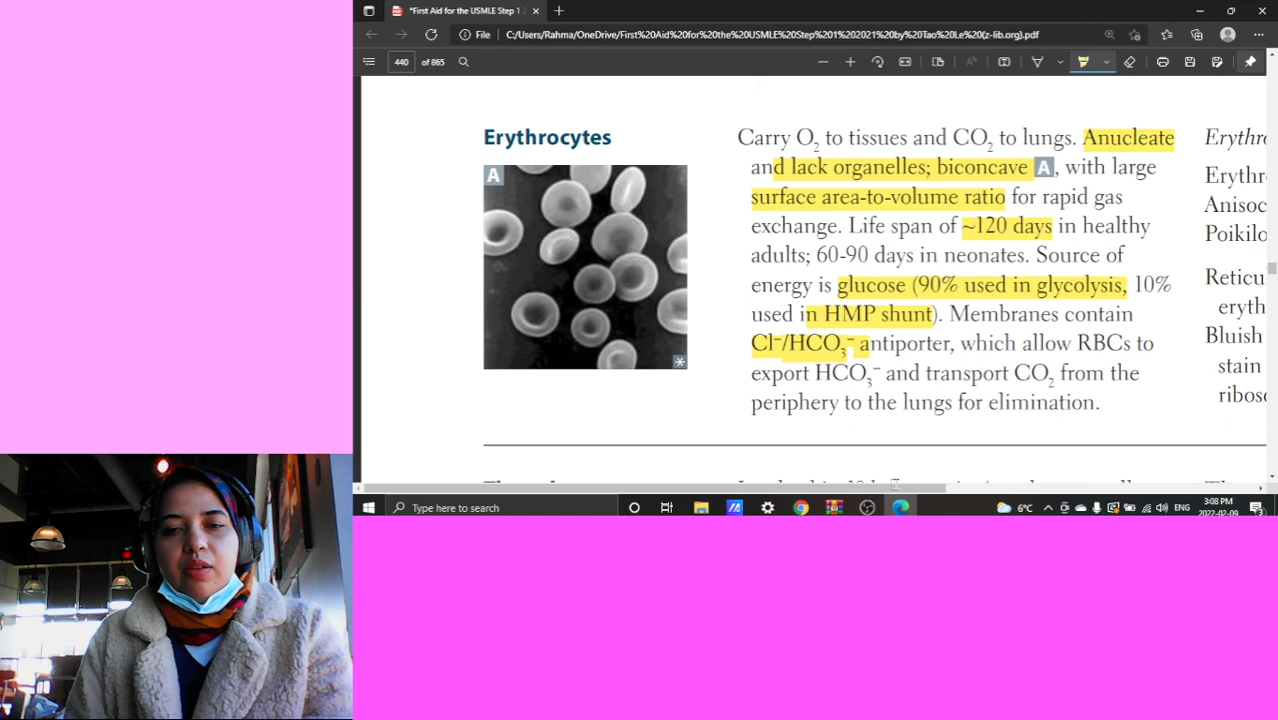 *First Aid for the USMLE Step 1 2
File C:/Users/Rahma/OneDrive/First%20Aid%20for%20the%20USMLE%20Step%201%202021%20by%20Tao%20Le%20(z-lib.org).pdf
440 of 865
Erythrocytes
A
Carry O₂ to tissues and CO₂ to lungs. Anucleate
and lack organelles; biconcave A, with large
surface area-to-volume ratio for rapid gas
exchange. Life span of ~120 days in healthy
adults; 60-90 days in neonates. Source of
energy is glucose (90% used in glycolysis, 10%
used in HMP shunt). Membranes contain
Cl⁻/HCO₃⁻ antiporter, which allow RBCs to
export HCO₃⁻ and transport CO₂ from the
periphery to the lungs for elimination.
Erythr
Erythr
Anisoc
Poikilo
Reticu
eryth
Bluish
stain
riboso
Type here to search
6°C
ENG
3:08 PM
2022-02-09